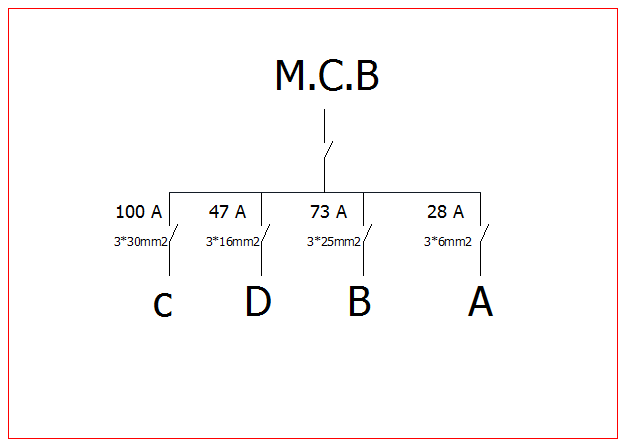 M.C.B
100 A
47 A
73 A
28 A
3*30mm2
3*16mm2
3*25mm2
3*6mm2
c
D
B
A